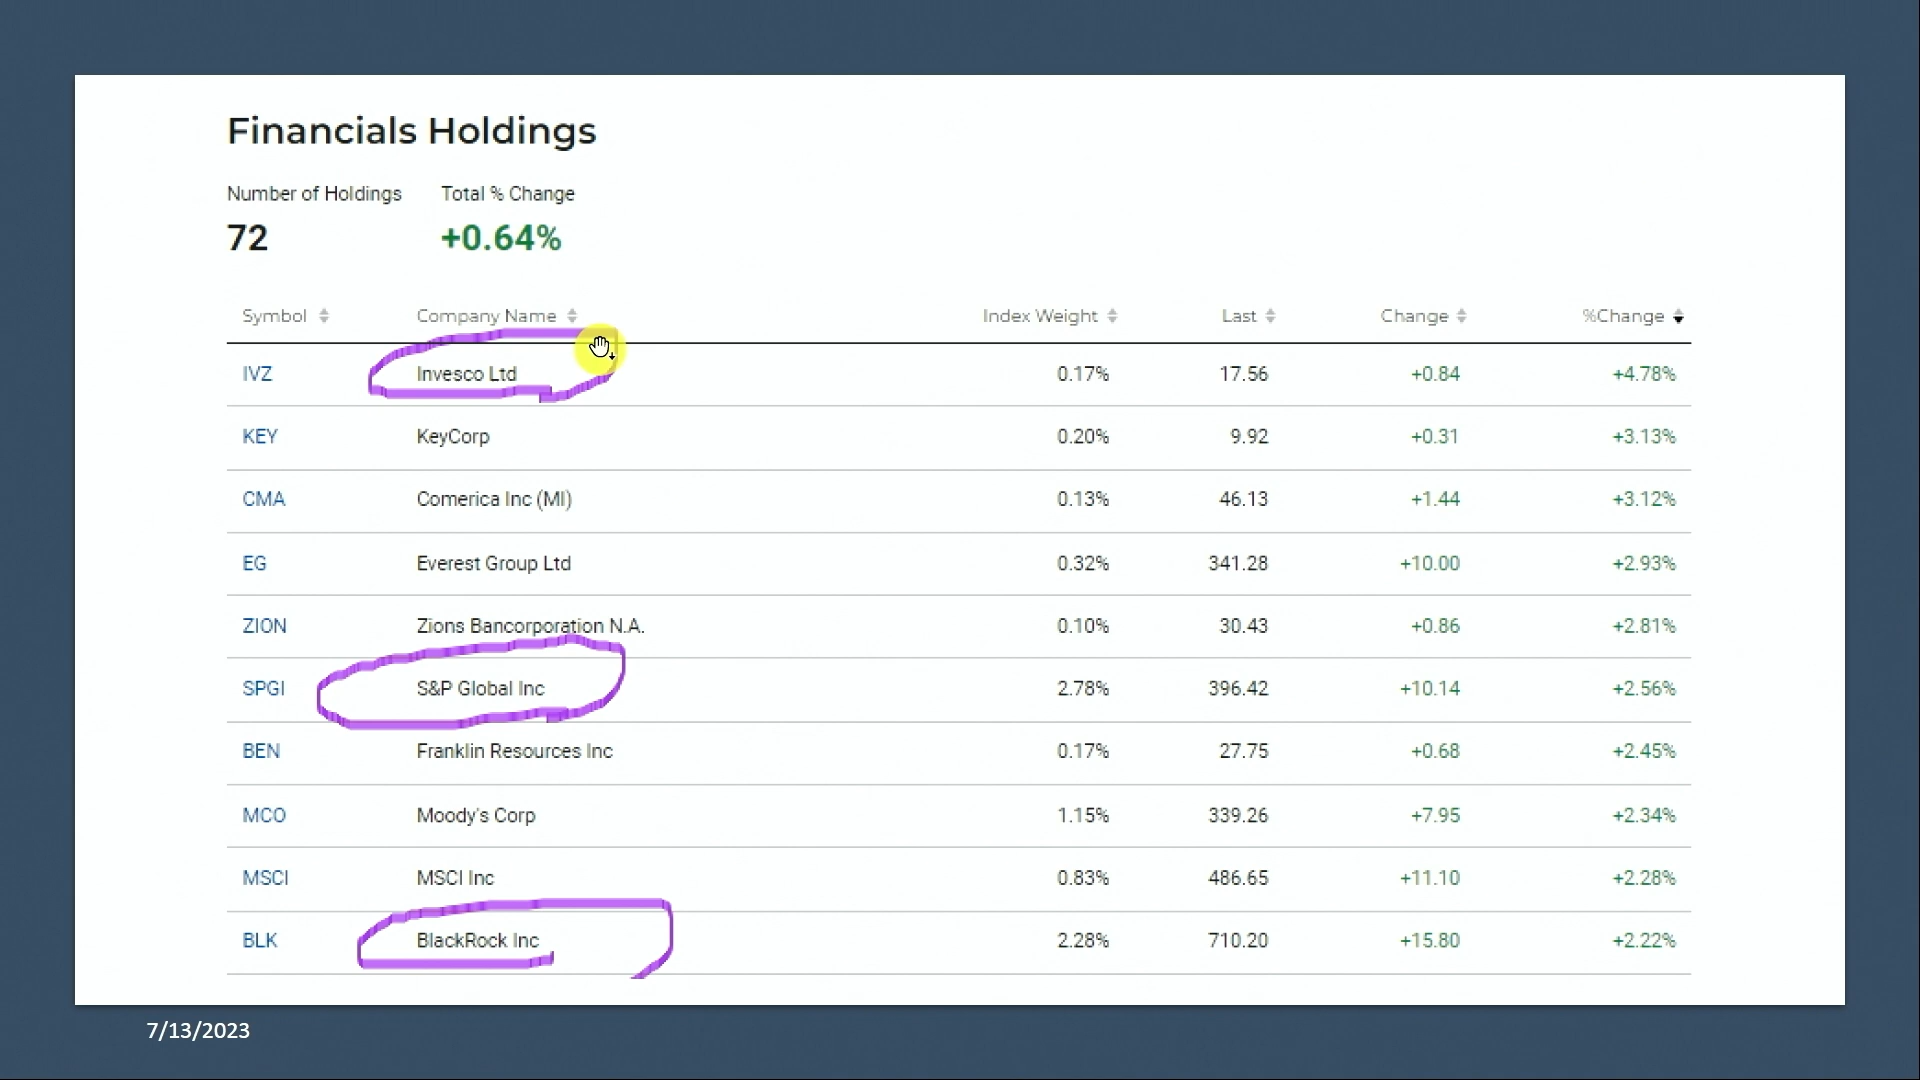 Financials Holdings
Number of Holdings Total % Change
72 +0.64%
Symbol Company Name Index Weight Last Change %Change
IVZ Invesco Ltd 0.17% 17.56 +0.84 +4.78%
KEY KeyCorp 0.20% 9.92 +0.31 +3.13%
CMA Comerica Inc (MI) 0.13% 46.13 +1.44 +3.12%
EG Everest Group Ltd 0.32% 341.28 +10.00 +2.93%
ZION Zions Bancorporation N.A. 0.10% 30.43 +0.86 +2.81%
SPGI S&P Global Inc 2.78% 396.42 +10.14 +2.56%
BEN Franklin Resources Inc 0.17% 27.75 +0.68 +2.45%
MCO Moody's Corp 1.15% 339.26 +7.95 +2.34%
MSCI MSCI Inc 0.83% 486.65 +11.10 +2.28%
BLK BlackRock Inc 2.28% 710.20 +15.80 +2.22%
7/13/2023